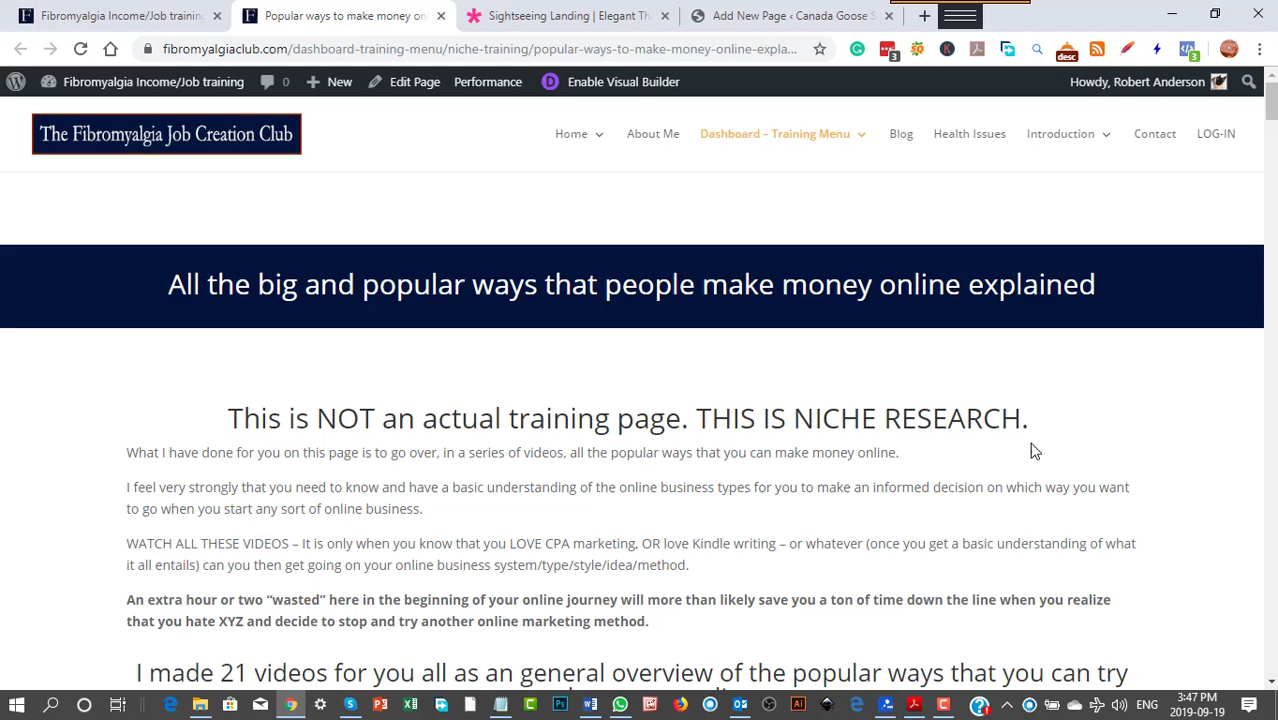 Fibromyalgia Income/Job training
Popular ways to make money on
Sightseeing Landing | Elegant Th
Add New Page ‹ Canada Goose S
fibromyalgiaclub.com/dashboard-training-menu/niche-training/popular-ways-to-make-money-online-expla...
3
desc
3
Fibromyalgia Income/Job training
0
New
Edit Page
Performance
Enable Visual Builder
Howdy, Robert Anderson
The Fibromyalgia Job Creation Club
Home
About Me
Dashboard – Training Menu
Blog
Health Issues
Introduction
Contact
LOG-IN
All the big and popular ways that people make money online explained
This is NOT an actual training page. THIS IS NICHE RESEARCH.
What I have done for you on this page is to go over, in a series of videos, all the popular ways that you can make money online.
I feel very strongly that you need to know and have a basic understanding of the online business types for you to make an informed decision on which way you want
to go when you start any sort of online business.
WATCH ALL THESE VIDEOS – It is only when you know that you LOVE CPA marketing, OR love Kindle writing – or whatever (once you get a basic understanding of what
it all entails) can you then get going on your online business system/type/style/idea/method.
An extra hour or two “wasted” here in the beginning of your online journey will more than likely save you a ton of time down the line when you realize
that you hate XYZ and decide to stop and try another online marketing method.
I made 21 videos for you all as an general overview of the popular ways that you can try
ENG
3:47 PM
2019-09-19